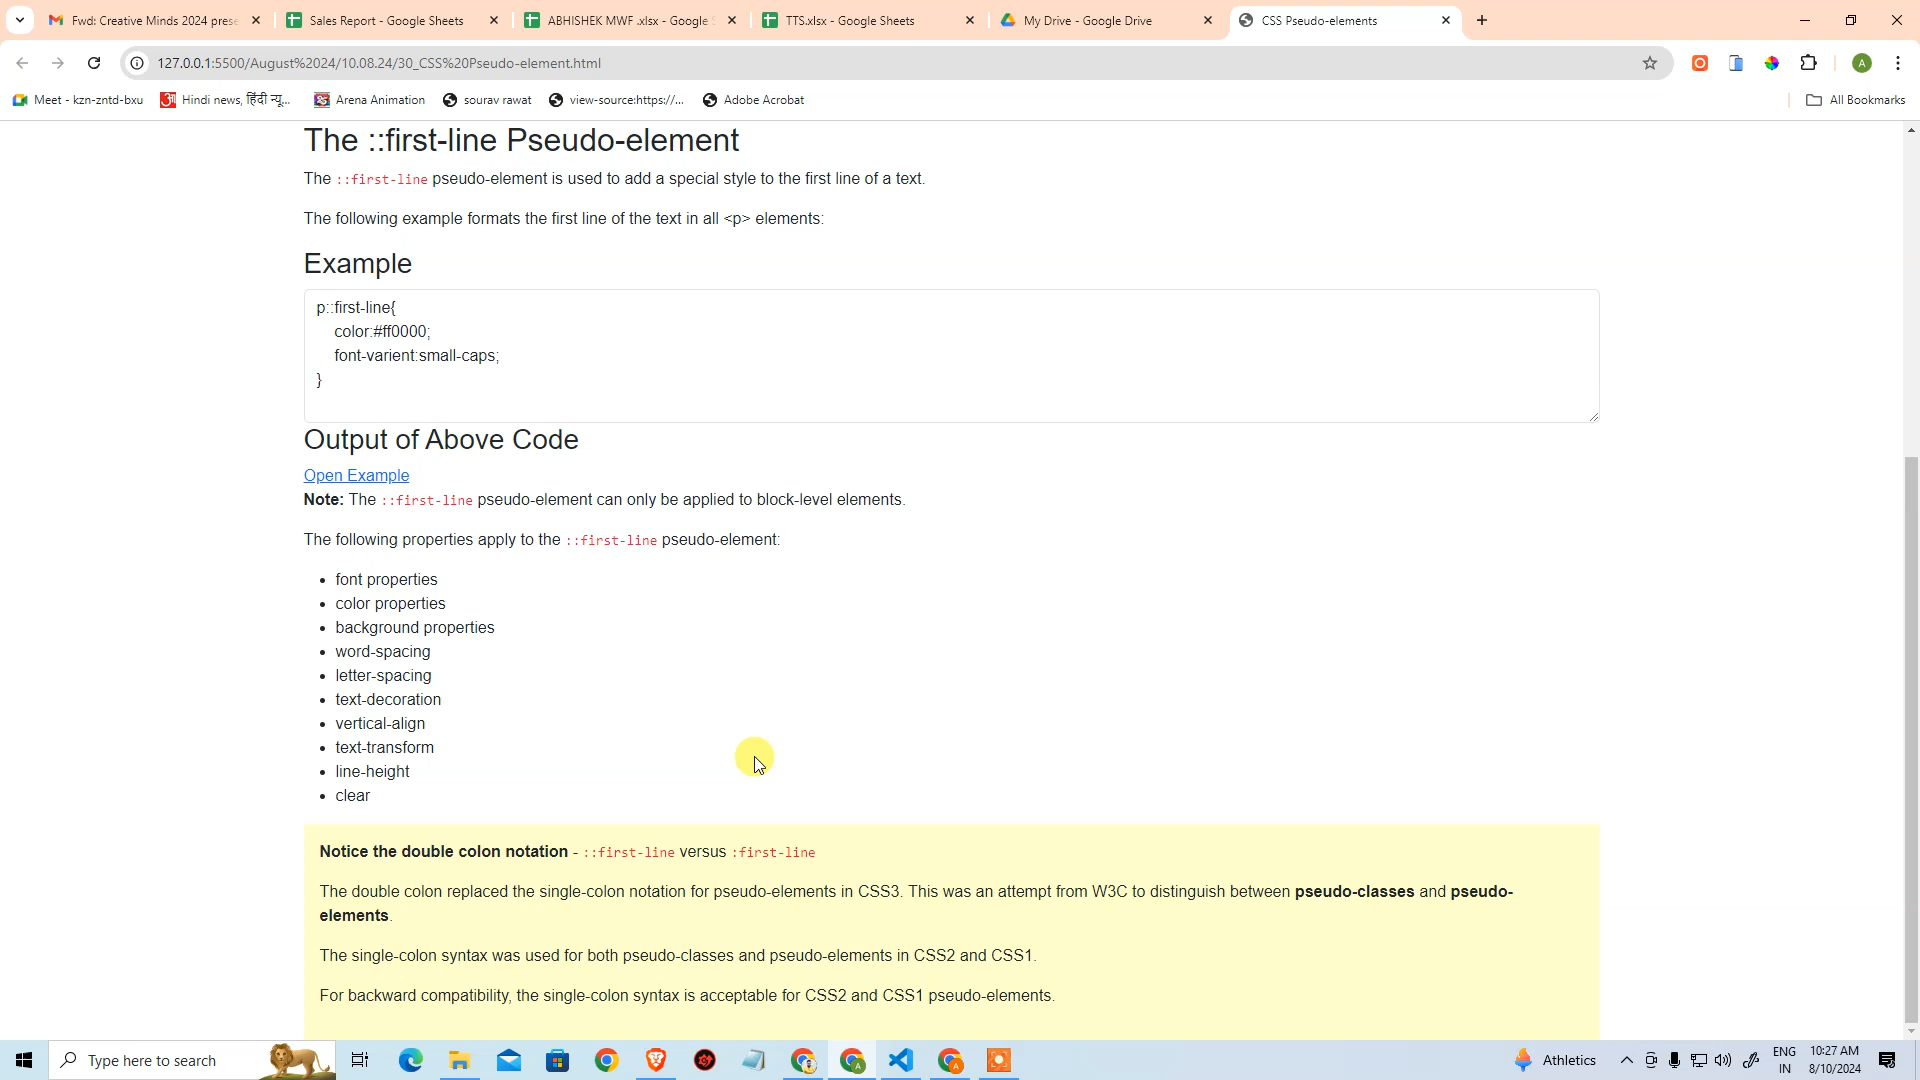 Fwd: Creative Minds 2024 prese
Sales Report - Google Sheets
ABHISHEK MWF .xlsx - Google S
TTS.xlsx - Google Sheets
My Drive - Google Drive
CSS Pseudo-elements
127.0.0.1:5500/August%2024/10.08.24/30_CSS%20Pseudo-element.html
A
Meet - kzn-zntd-bxu
Hindi news, हिंदी न्यू...
Arena Animation
sourav rawat
view-source:https://...
Adobe Acrobat
All Bookmarks
The ::first-line Pseudo-element
The ::first-line pseudo-element is used to add a special style to the first line of a text.
The following example formats the first line of the text in all <p> elements:
Example
p::first-line{
color:#ff0000;
font-varient:small-caps;
}
Output of Above Code
Open Example
Note: The ::first-line pseudo-element can only be applied to block-level elements.
The following properties apply to the ::first-line pseudo-element:
• font properties
• color properties
• background properties
• word-spacing
• letter-spacing
• text-decoration
• vertical-align
• text-transform
• line-height
• clear
Notice the double colon notation - ::first-line versus :first-line
The double colon replaced the single-colon notation for pseudo-elements in CSS3. This was an attempt from W3C to distinguish between pseudo-classes and pseudo-
elements.
The single-colon syntax was used for both pseudo-classes and pseudo-elements in CSS2 and CSS1.
For backward compatibility, the single-colon syntax is acceptable for CSS2 and CSS1 pseudo-elements.
Type here to search
Athletics
ENG
IN
10:27 AM
8/10/2024